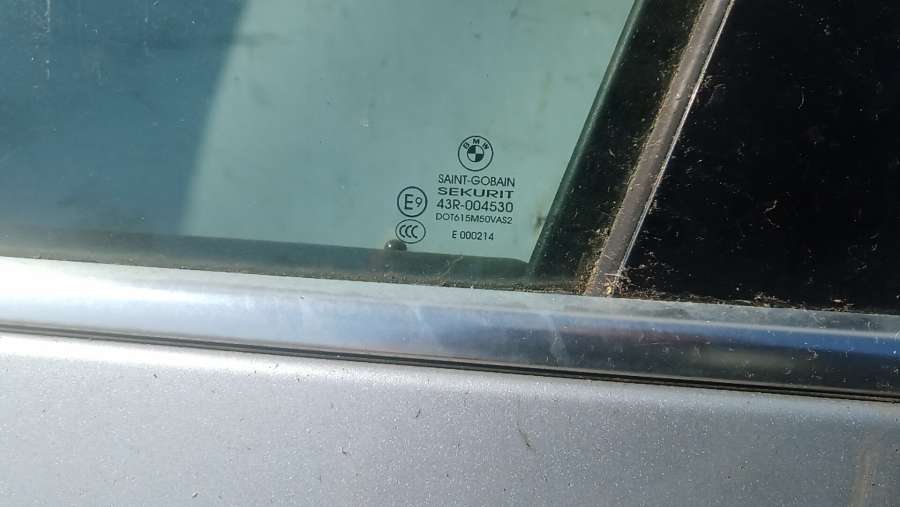 BMW
SAINT-GOBAIN
SEKURIT
E9 43R-004530
DOT615M50VAS2
CCC E 000214